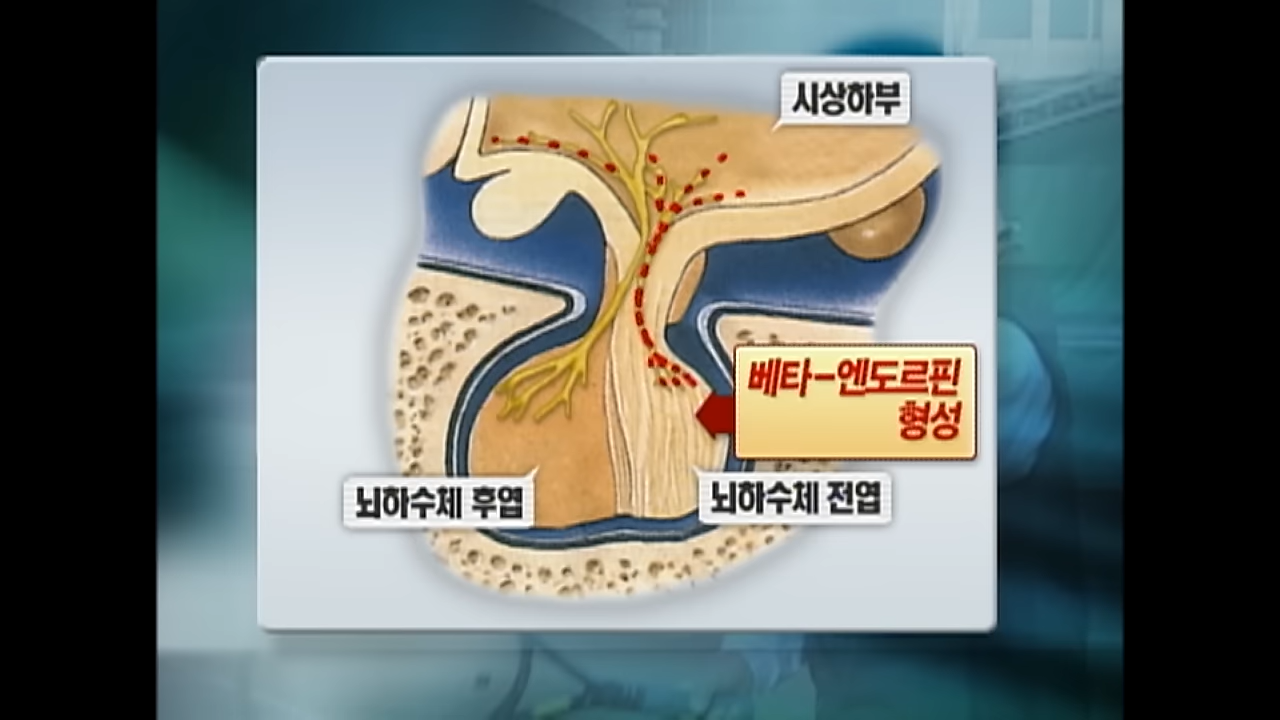 시상하부
베타-엔도르핀
형성
뇌하수체 후엽
뇌하수체 전엽